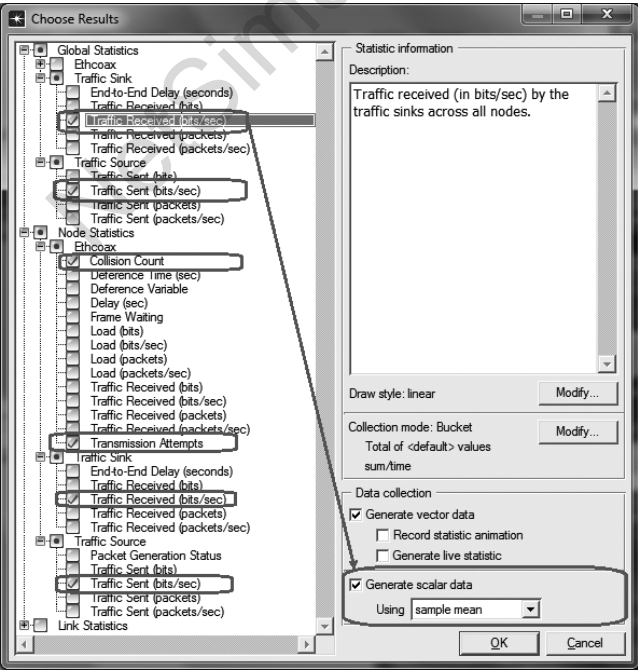 Choose Results
Global Statistics
Ethcoax
Traffic Sink
End-to-End Delay (seconds)
Traffic Received (bits)
Traffic Received (bits/sec)
Traffic Received (packets)
Traffic Received (packets/sec)
Traffic Source
Traffic Sent (bits)
Traffic Sent (bits/sec)
Traffic Sent (packets)
Traffic Sent (packets/sec)
Node Statistics
Ethcoax
Collision Count
Deference Time (sec)
Deference Variable
Delay (sec)
Frame Waiting
Load (bits)
Load (bits/sec)
Load (packets)
Load (packets/sec)
Traffic Received (bits)
Traffic Received (bits/sec)
Traffic Received (packets)
Traffic Received (packets/sec)
Transmission Attempts
Traffic Sink
End-to-End Delay (seconds)
Traffic Received (bits)
Traffic Received (bits/sec)
Traffic Received (packets)
Traffic Received (packets/sec)
Traffic Source
Packet Generation Status
Traffic Sent (bits)
Traffic Sent (bits/sec)
Traffic Sent (packets)
Traffic Sent (packets/sec)
Link Statistics
Statistic information
Description:
Traffic received (in bits/sec) by the
traffic sinks across all nodes.
Draw style: linear
Modify...
Collection mode: Bucket
Modify...
Total of <default> values
sum/time
Data collection
Generate vector data
Record statistic animation
Generate live statistic
Generate scalar data
Using
sample mean
OK
Cancel